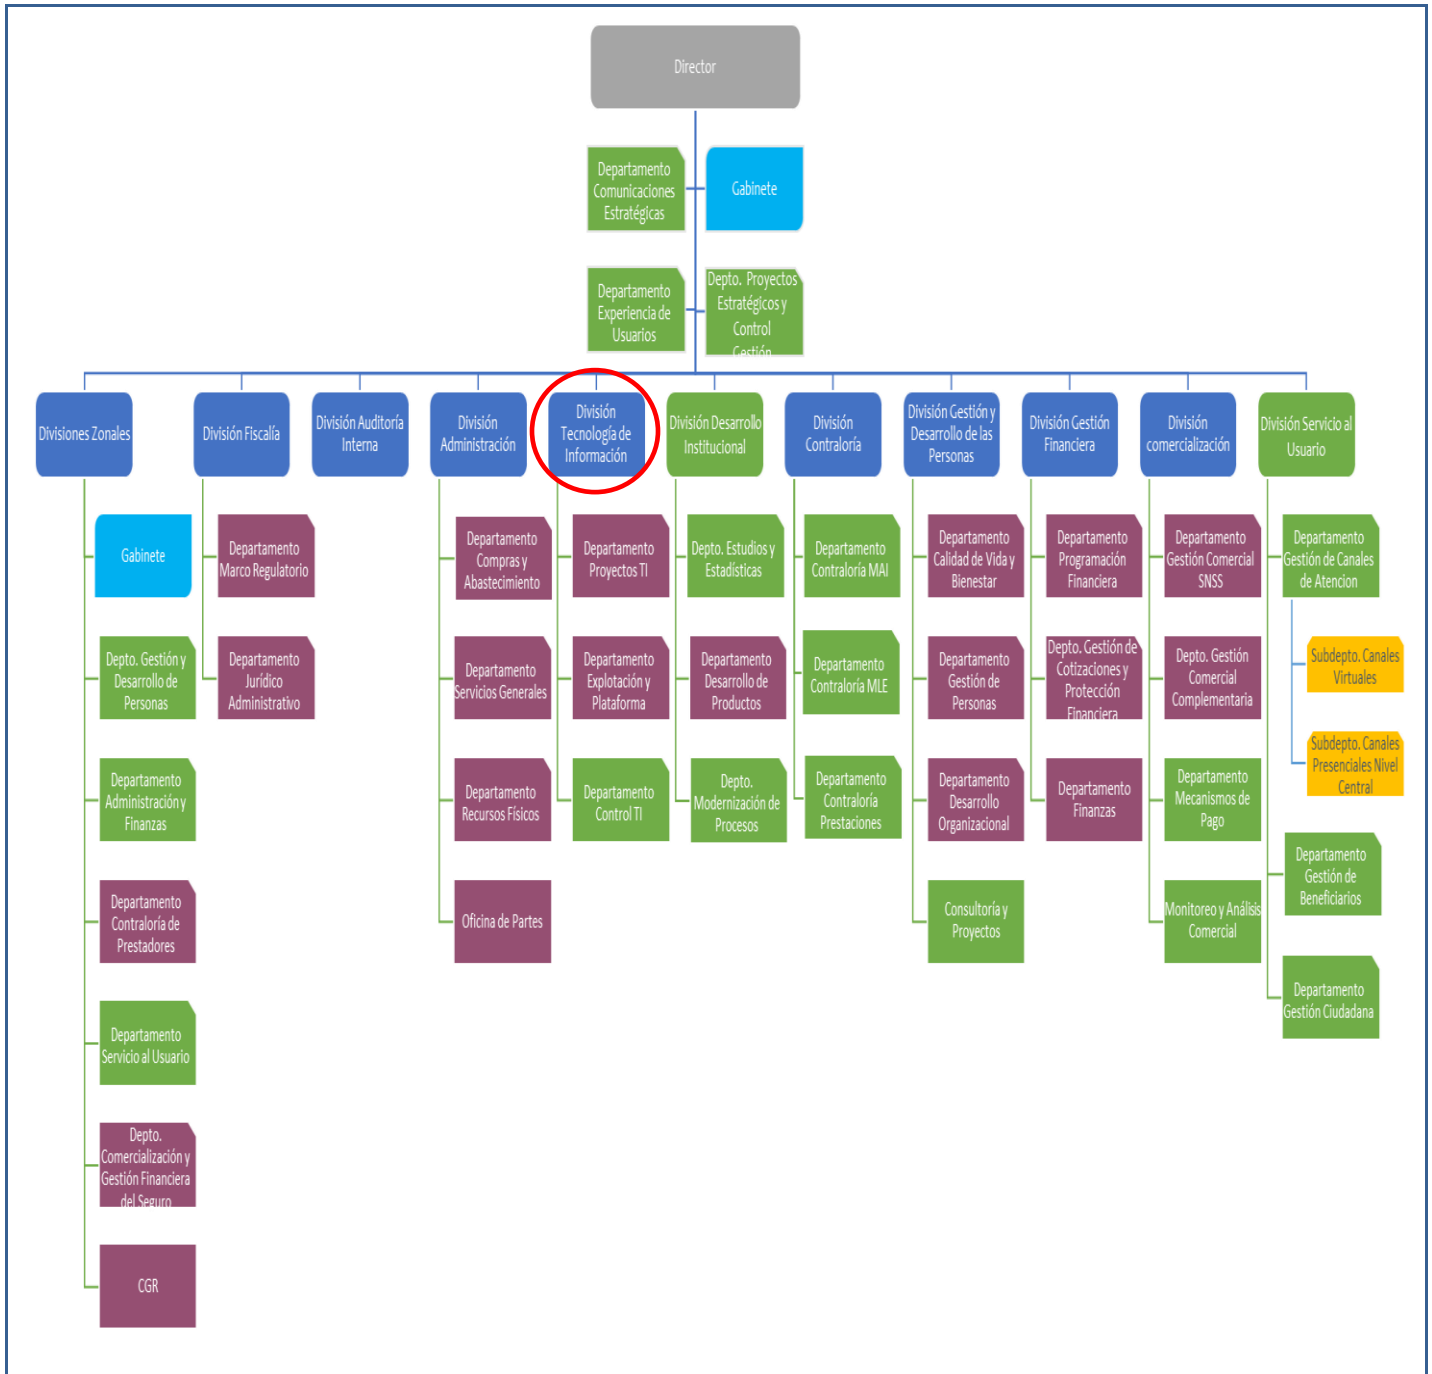 Director
Departamento
Comunicaciones
Estratégicas
Gabinete
Departamento
Experiencia de
Usuarios
Depto. Proyectos
Estratégicos y
Control
Gestión
Divisiones Zonales
División Fiscalía
División Auditoría
Interna
División
Administración
División
Tecnología de
Información
División Desarrollo
Institucional
División
Contraloría
División Gestión y
Desarrollo de las
Personas
División Gestión
Financiera
División
comercialización
División Servicio al
Usuario
Gabinete
Depto. Gestión y
Desarrollo de
Personas
Departamento
Administración y
Finanzas
Departamento
Contraloría de
Prestadores
Departamento
Servicio al Usuario
Depto.
Comercialización y
Gestión Financiera
del Seguro
CGR
Departamento
Marco Regulatorio
Departamento
Jurídico
Administrativo
Departamento
Compras y
Abastecimiento
Departamento
Servicios Generales
Departamento
Recursos Físicos
Oficina de Partes
Departamento
Proyectos TI
Departamento
Explotación y
Plataforma
Departamento
Control TI
Depto. Estudios y
Estadísticas
Departamento
Desarrollo de
Productos
Depto.
Modernización de
Procesos
Departamento
Contraloría MAI
Departamento
Contraloría MLE
Departamento
Contraloría
Prestaciones
Departamento
Calidad de Vida y
Bienestar
Departamento
Gestión de
Personas
Departamento
Desarrollo
Organizacional
Consultoría y
Proyectos
Departamento
Programación
Financiera
Depto. Gestión de
Cotizaciones y
Protección
Financiera
Departamento
Finanzas
Departamento
Gestión Comercial
SNSS
Depto. Gestión
Comercial
Complementaria
Departamento
Mecanismos de
Pago
Monitoreo y Análisis
Comercial
Departamento
Gestión de Canales
de Atencion
Subdepto. Canales
Virtuales
Subdepto. Canales
Presenciales Nivel
Central
Departamento
Gestión de
Beneficiarios
Departamento
Gestión Ciudadana